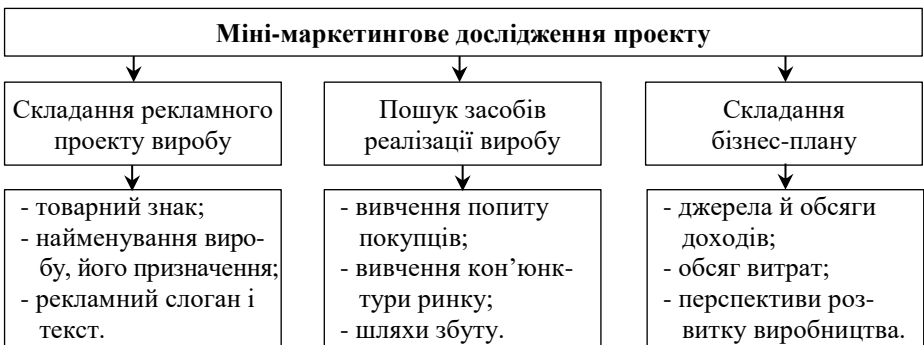 Міні-маркетингове дослідження проекту
Складання рекламного
проекту виробу
Пошук засобів
реалізації виробу
Складання
бізнес-плану
- товарний знак;
- найменування виро-
бу, його призначення;
- рекламний слоган і
текст.
- вивчення попиту
покупців;
- вивчення кон’юнк-
тури ринку;
- шляхи збуту.
- джерела й обсяги
доходів;
- обсяг витрат;
- перспективи роз-
витку виробництва.